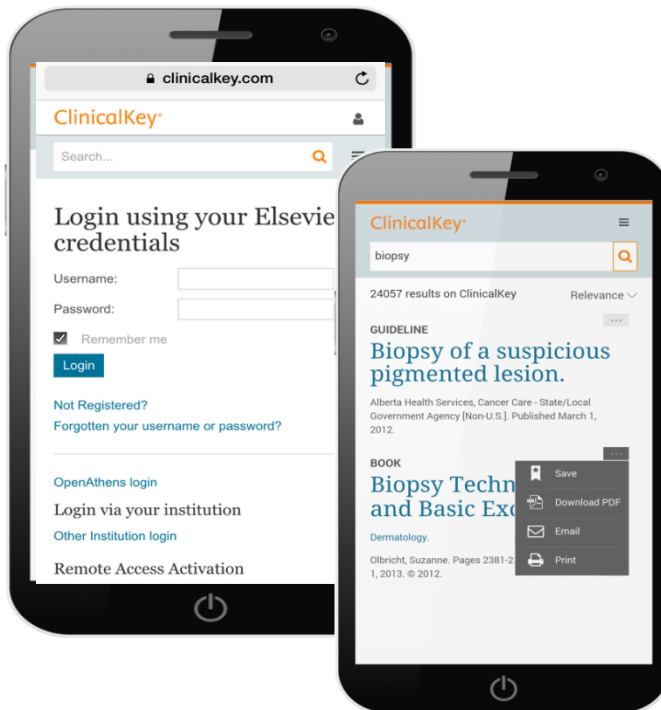 clinicalkey.com
ClinicalKey®
Search...
Login using your Elsevie
credentials
Username:
Password:
Remember me
Login
Not Registered?
Forgotten your username or password?
OpenAthens login
Login via your institution
Other Institution login
Remote Access Activation
ClinicalKey®
biopsy
24057 results on ClinicalKey Relevance
GUIDELINE
Biopsy of a suspicious
pigmented lesion.
Alberta Health Services, Cancer Care - State/Local
Government Agency [Non-U.S.]. Published March 1,
2012.
BOOK
Biopsy Techn
and Basic Exc
Dermatology.
Olbricht, Suzanne. Pages 2381-2
1, 2013. © 2012.
Save
Download PDF
Email
Print